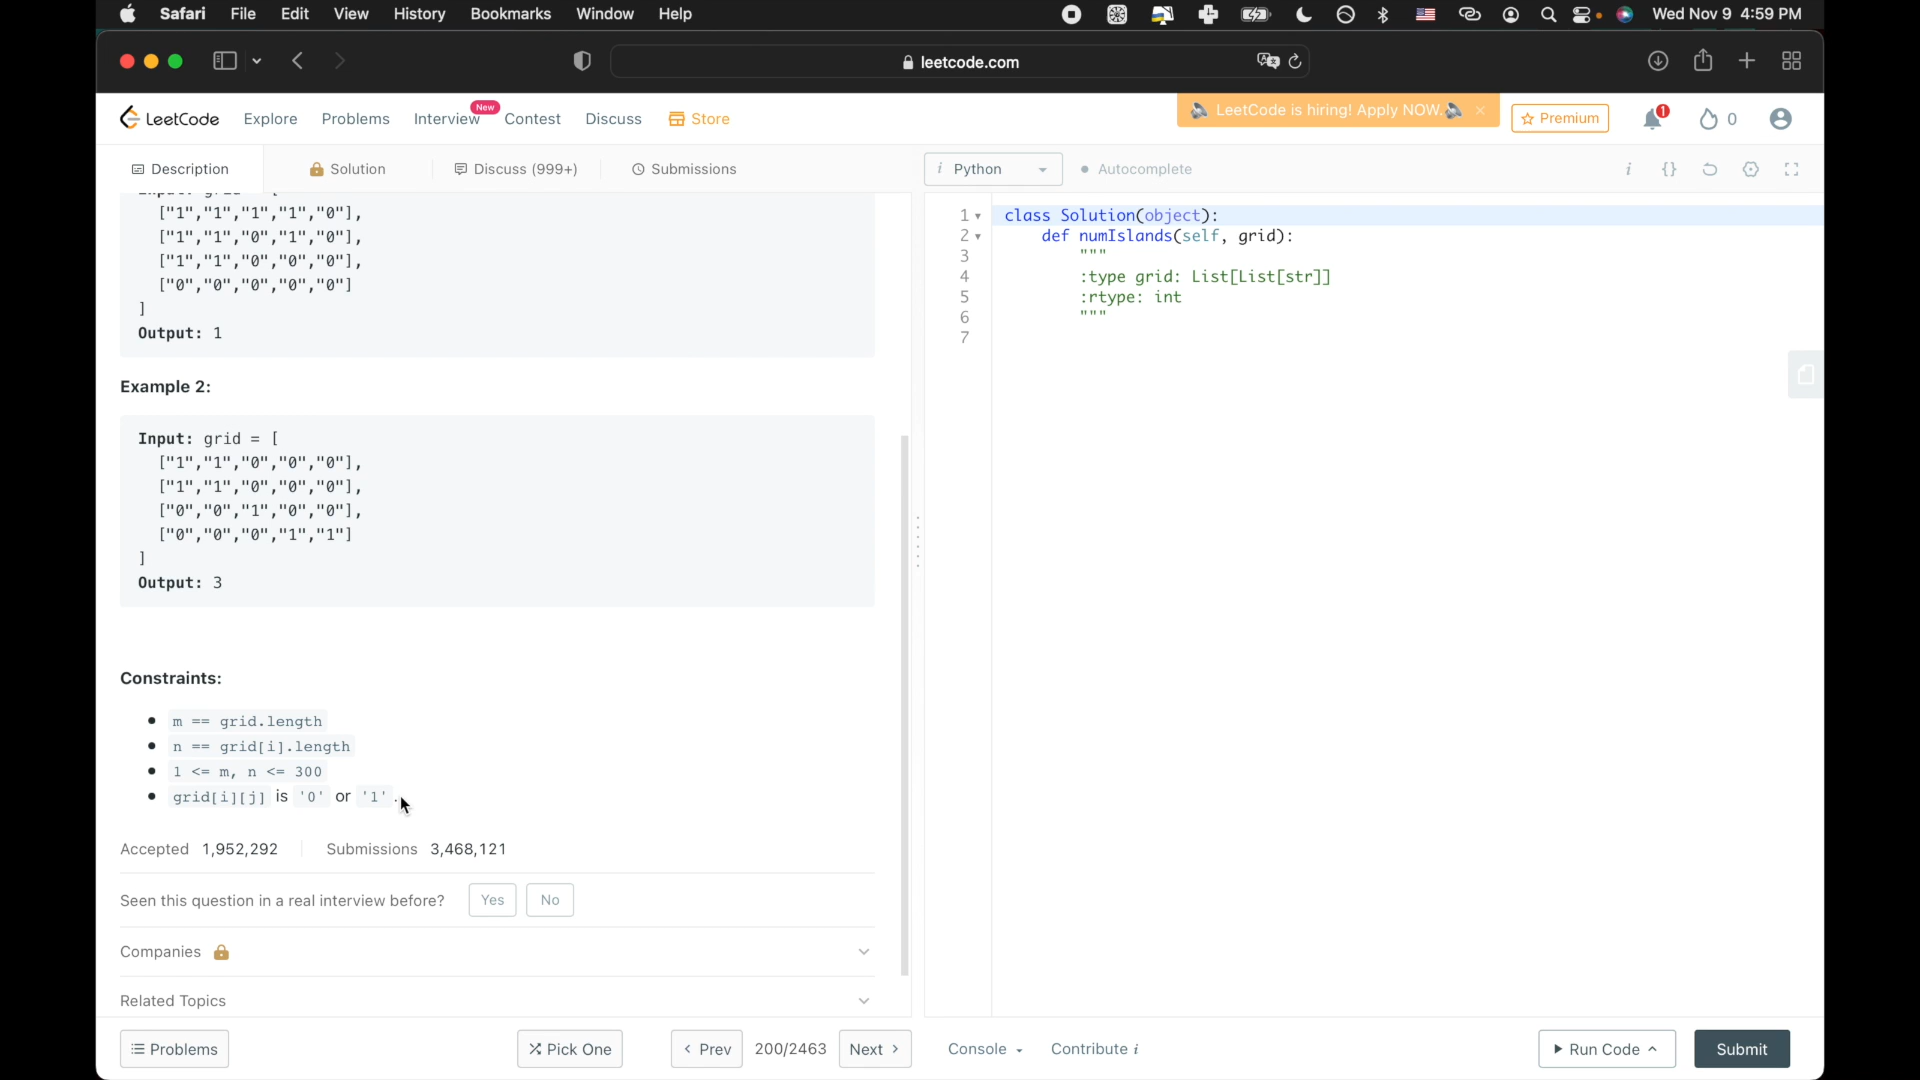 Safari File Edit View History Bookmarks Window Help Wed Nov 9 4:59 PM
leetcode.com
LeetCode Explore Problems Interview New Contest Discuss Store LeetCode is hiring! Apply NOW. Premium 1 0
Description Solution Discuss (999+) Submissions
["1","1","1","1","0"],
["1","1","0","1","0"],
["1","1","0","0","0"],
["0","0","0","0","0"]
]
Output: 1
Example 2:
Input: grid = [
["1","1","0","0","0"],
["1","1","0","0","0"],
["0","0","1","0","0"],
["0","0","0","1","1"]
]
Output: 3
Constraints:
m == grid.length
n == grid[i].length
1 <= m, n <= 300
grid[i][j] is '0' or '1'.
Accepted 1,952,292 Submissions 3,468,121
Seen this question in a real interview before? Yes No
Companies
Related Topics
Problems Pick One Prev 200/2463 Next
i Python Autocomplete i {}
1 class Solution(object):
2 def numIslands(self, grid):
3 """
4 :type grid: List[List[str]]
5 :rtype: int
6 """
7
Console Contribute i Run Code Submit